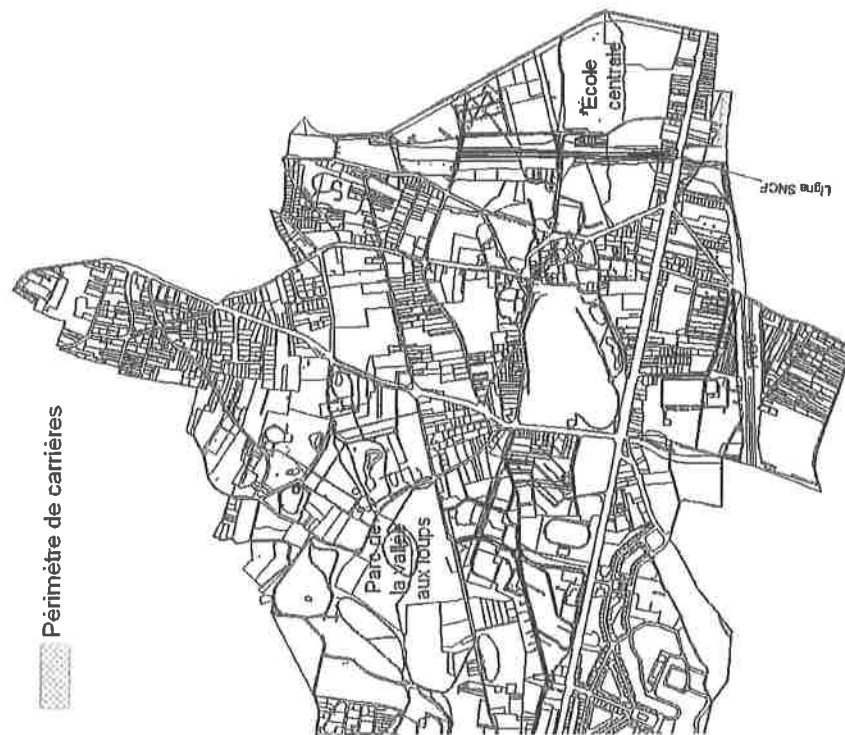 Périmètre de carrières
Parc de
la vallée
aux loups
École
centrale
Ligne SNCF